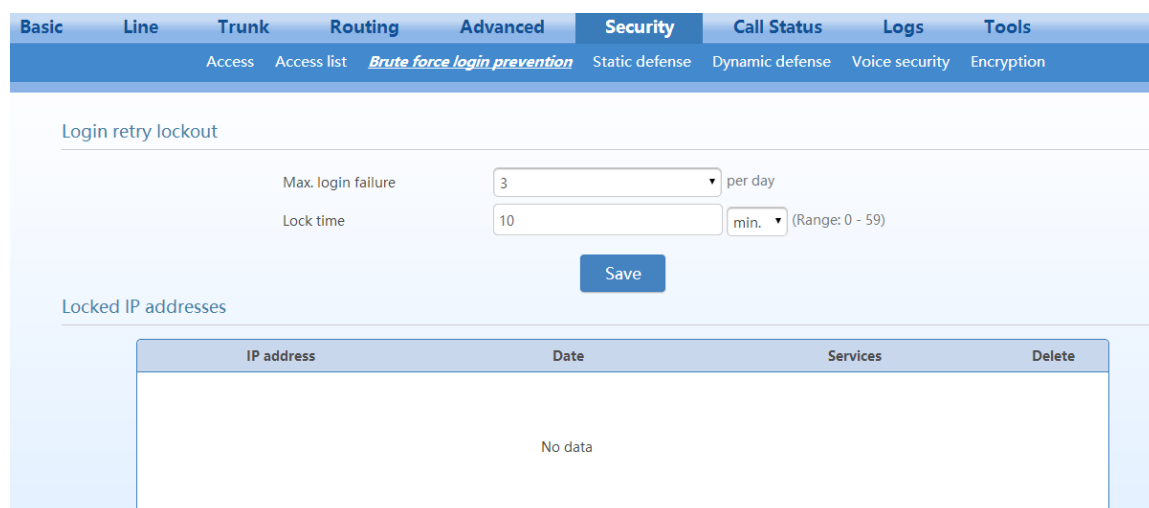 Basic Line Trunk Routing Advanced Security Call Status Logs Tools
Access Access list Brute force login prevention Static defense Dynamic defense Voice security Encryption
Login retry lockout
Max. login failure 3 per day
Lock time 10 min. (Range: 0 - 59)
Save
Locked IP addresses
IP address Date Services Delete
No data